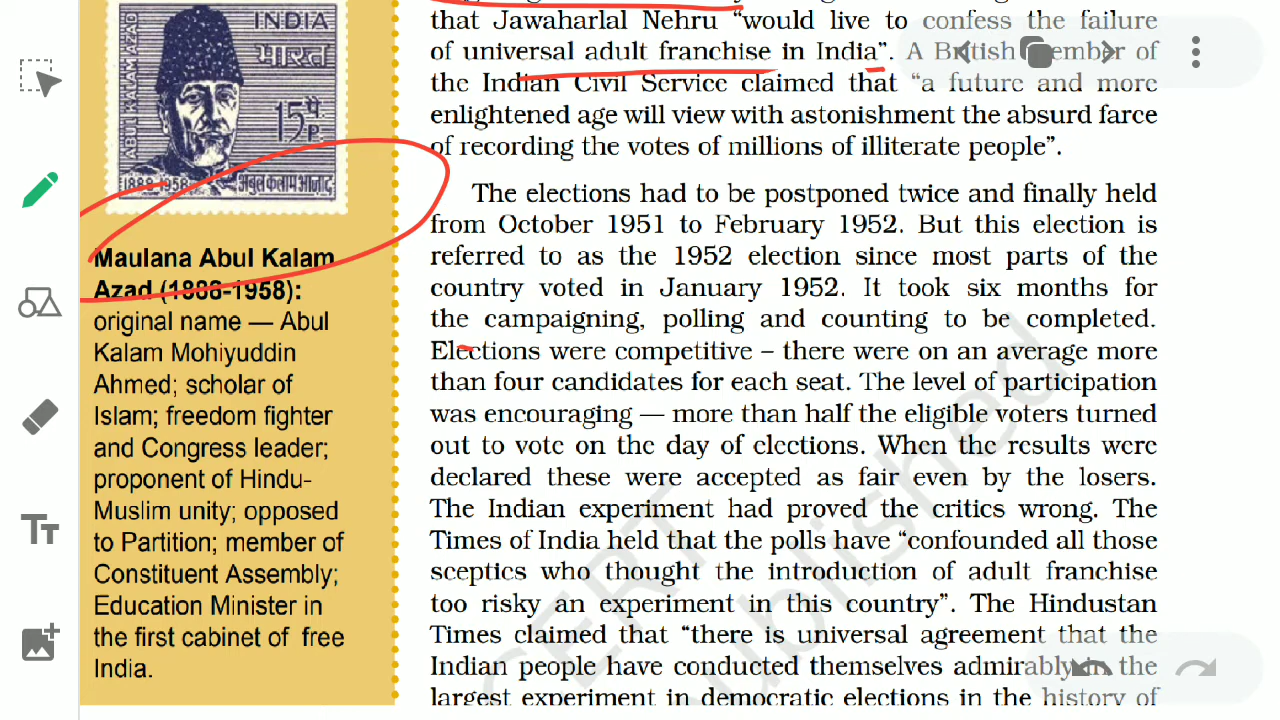 INDIA
भारत
ABUL KALAM AZAD
15 पै.
P.
1888-1958 अबुल कलाम आज़ाद
Maulana Abul Kalam
Azad (1888-1958):
original name — Abul
Kalam Mohiyuddin
Ahmed; scholar of
Islam; freedom fighter
and Congress leader;
proponent of Hindu-
Muslim unity; opposed
to Partition; member of
Constituent Assembly;
Education Minister in
the first cabinet of free
India.
that Jawaharlal Nehru “would live to confess the failure
of universal adult franchise in India”. A British member of
the Indian Civil Service claimed that “a future and more
enlightened age will view with astonishment the absurd farce
of recording the votes of millions of illiterate people”.
The elections had to be postponed twice and finally held
from October 1951 to February 1952. But this election is
referred to as the 1952 election since most parts of the
country voted in January 1952. It took six months for
the campaigning, polling and counting to be completed.
Elections were competitive – there were on an average more
than four candidates for each seat. The level of participation
was encouraging — more than half the eligible voters turned
out to vote on the day of elections. When the results were
declared these were accepted as fair even by the losers.
The Indian experiment had proved the critics wrong. The
Times of India held that the polls have “confounded all those
sceptics who thought the introduction of adult franchise
too risky an experiment in this country”. The Hindustan
Times claimed that “there is universal agreement that the
Indian people have conducted themselves admirably in the
largest experiment in democratic elections in the history of
TT